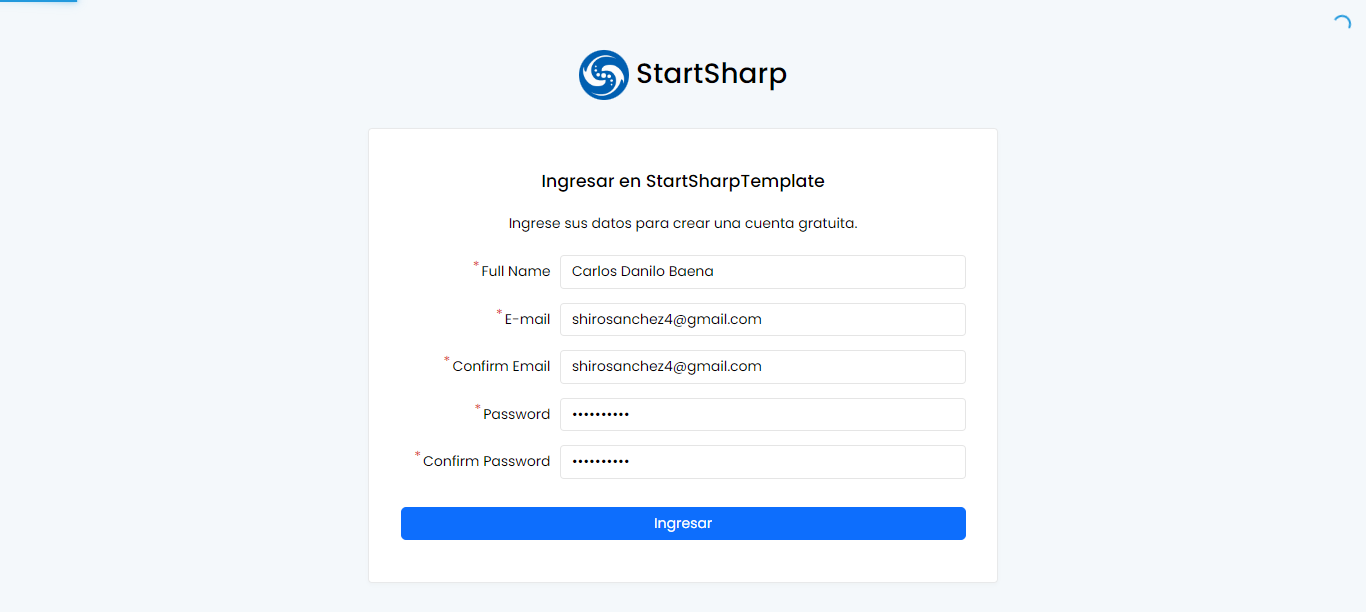 StartSharp
Ingresar en StartSharpTemplate
Ingrese sus datos para crear una cuenta gratuita.
* Full Name Carlos Danilo Baena
* E-mail shirosanchez4@gmail.com
* Confirm Email shirosanchez4@gmail.com
* Password ••••••••••
* Confirm Password ••••••••••
Ingresar